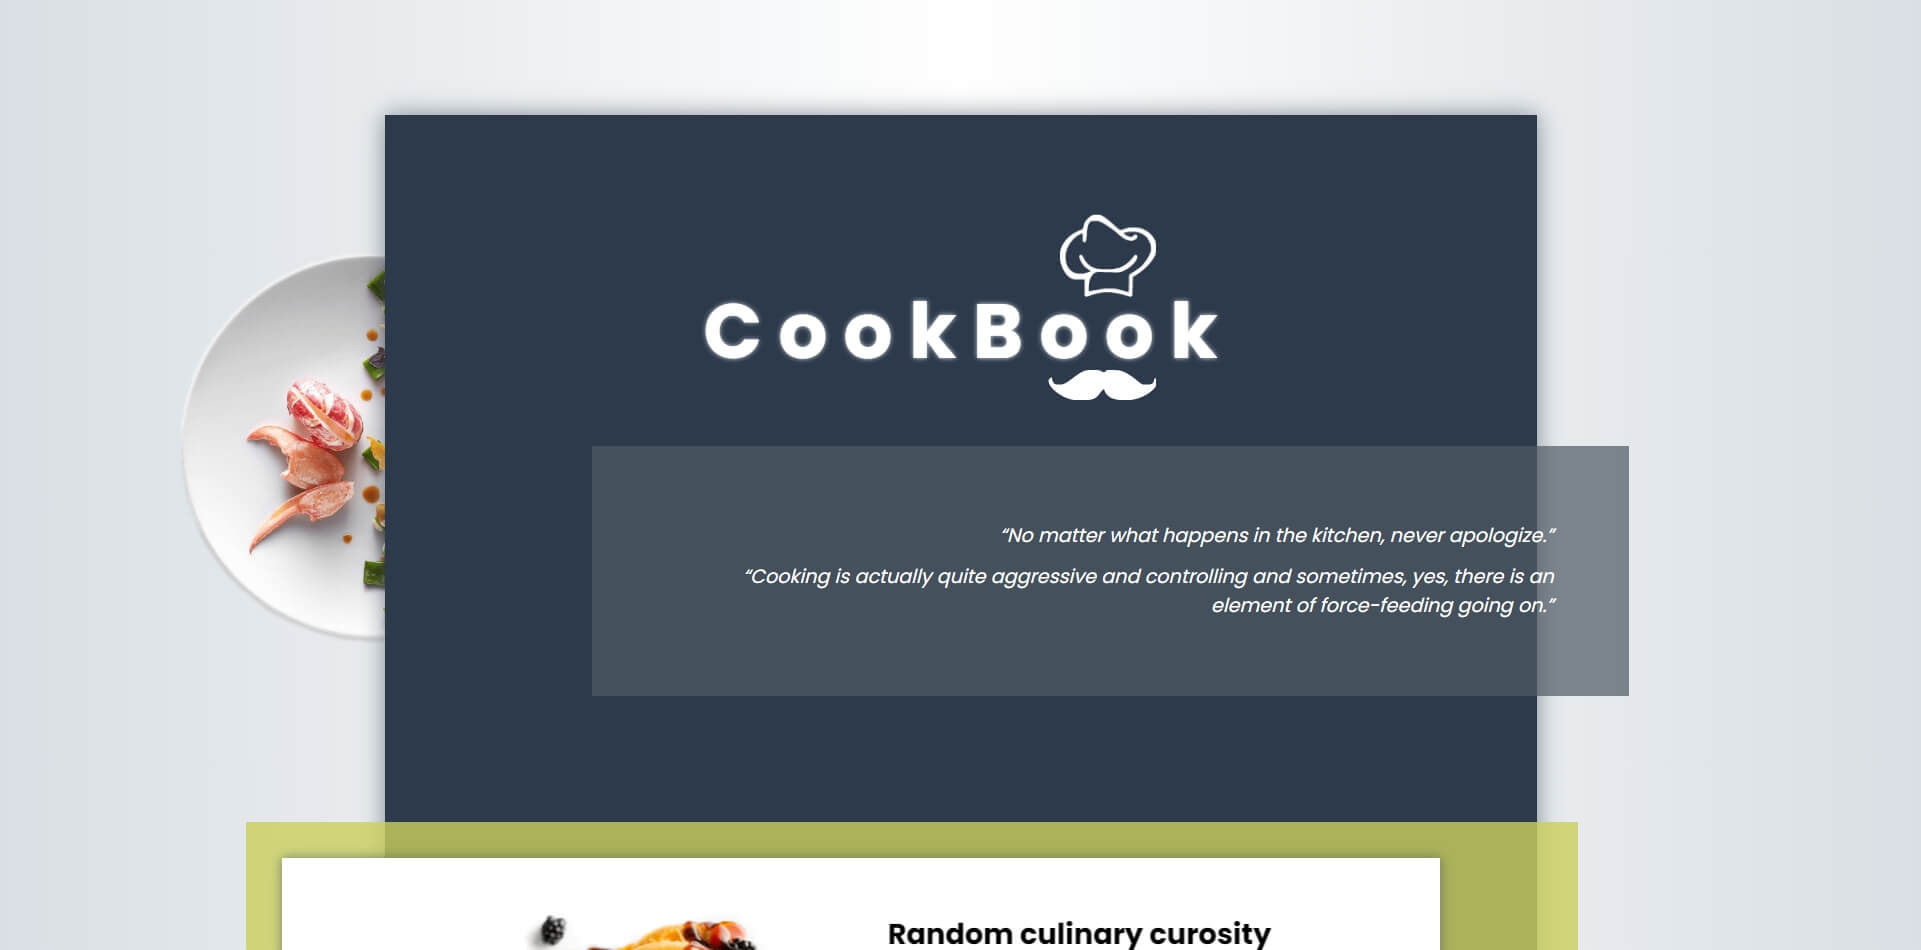 CookBook
“No matter what happens in the kitchen, never apologize.”
“Cooking is actually quite aggressive and controlling and sometimes, yes, there is an
element of force-feeding going on.”
Random culinary curosity